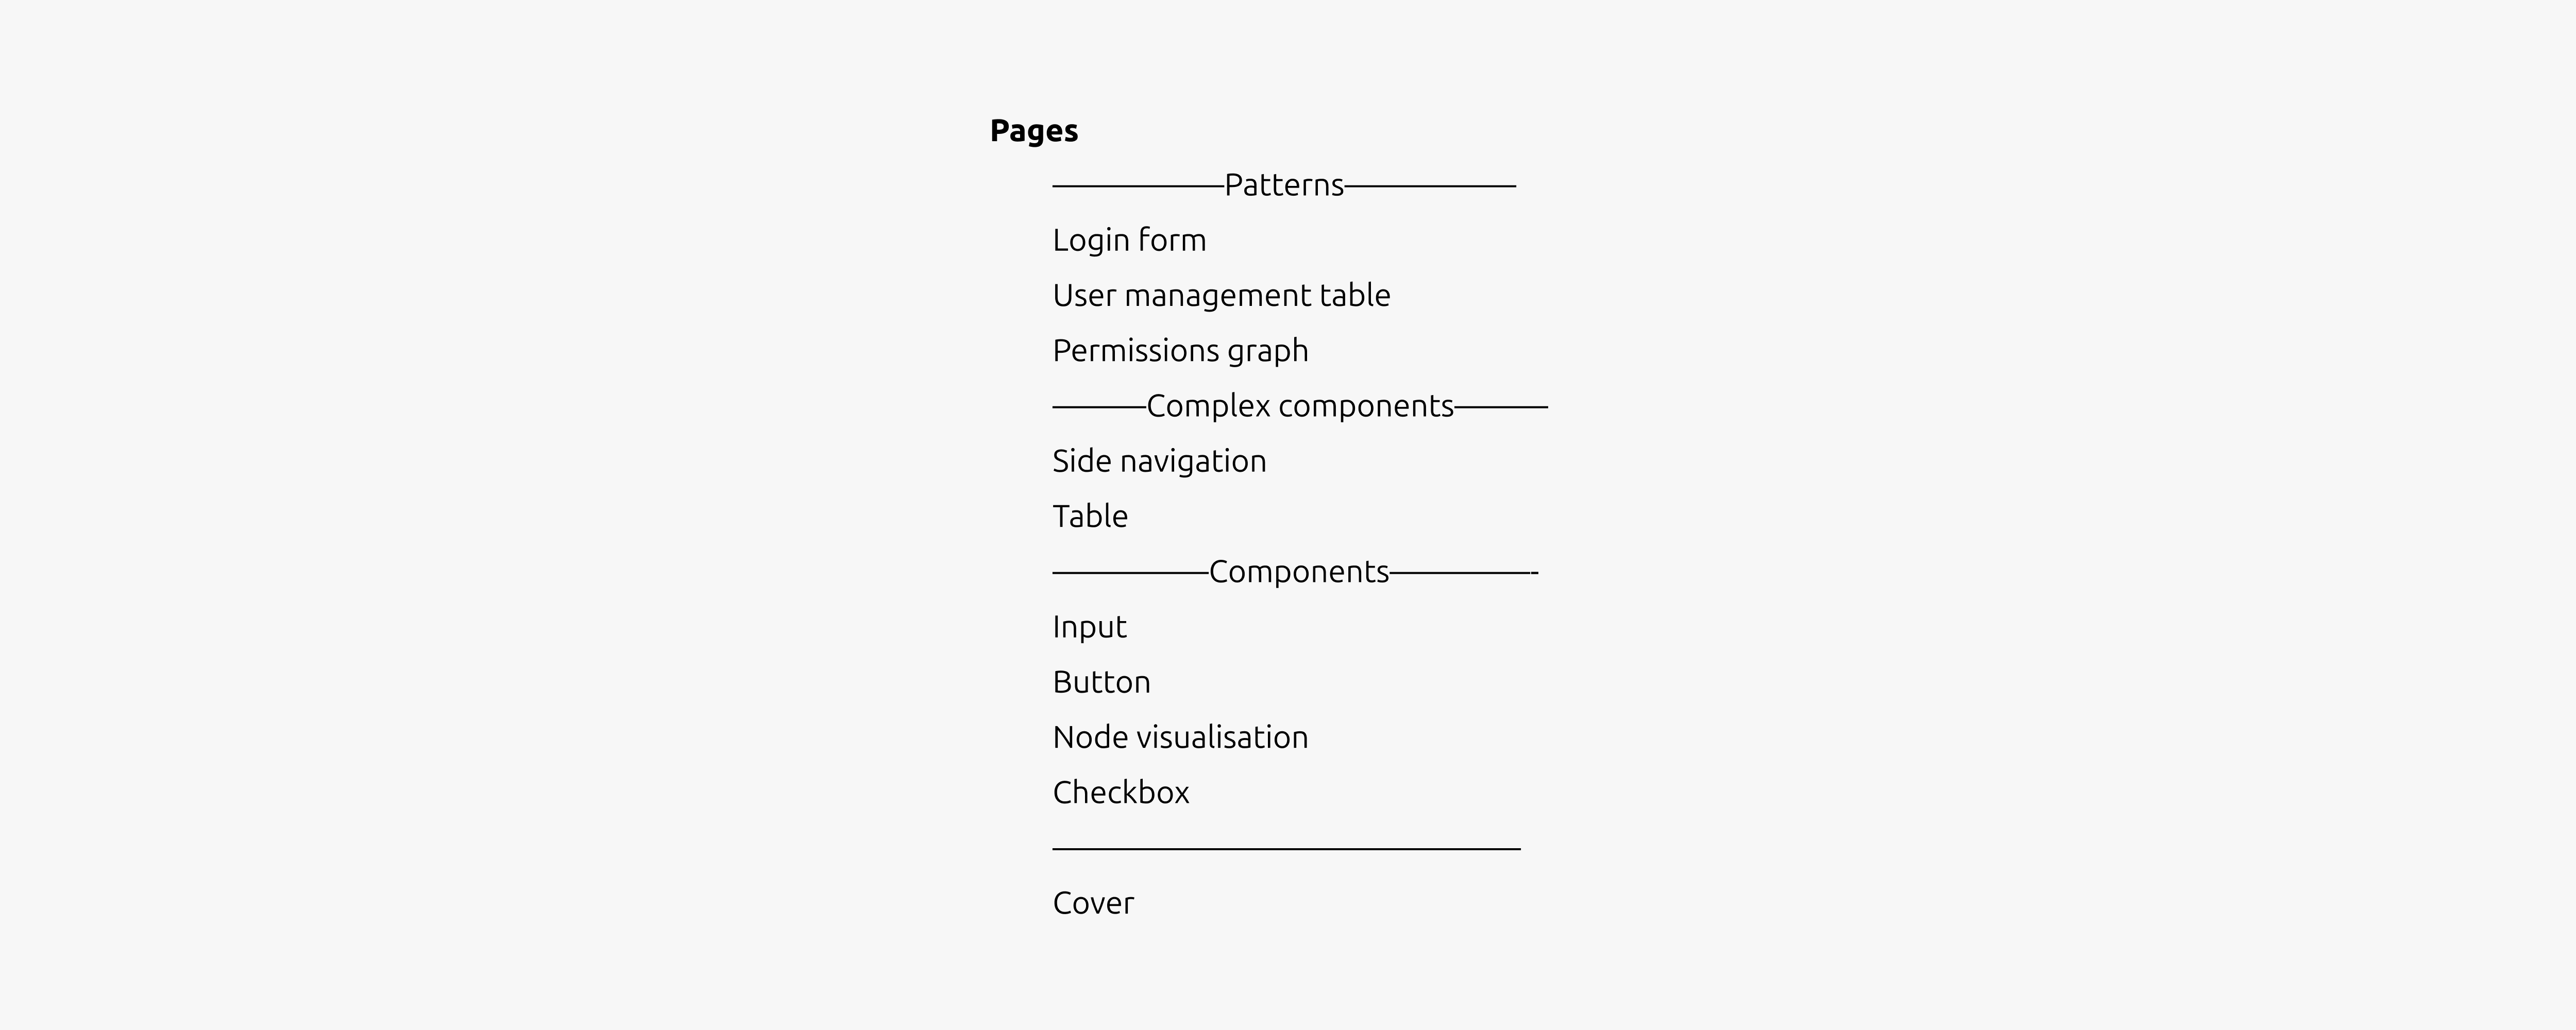 Pages
———————————Patterns———————————
Login form
User management table
Permissions graph
——————Complex components——————
Side navigation
Table
——————————Components—————————-
Input
Button
Node visualisation
Checkbox
——————————————————————————————
Cover